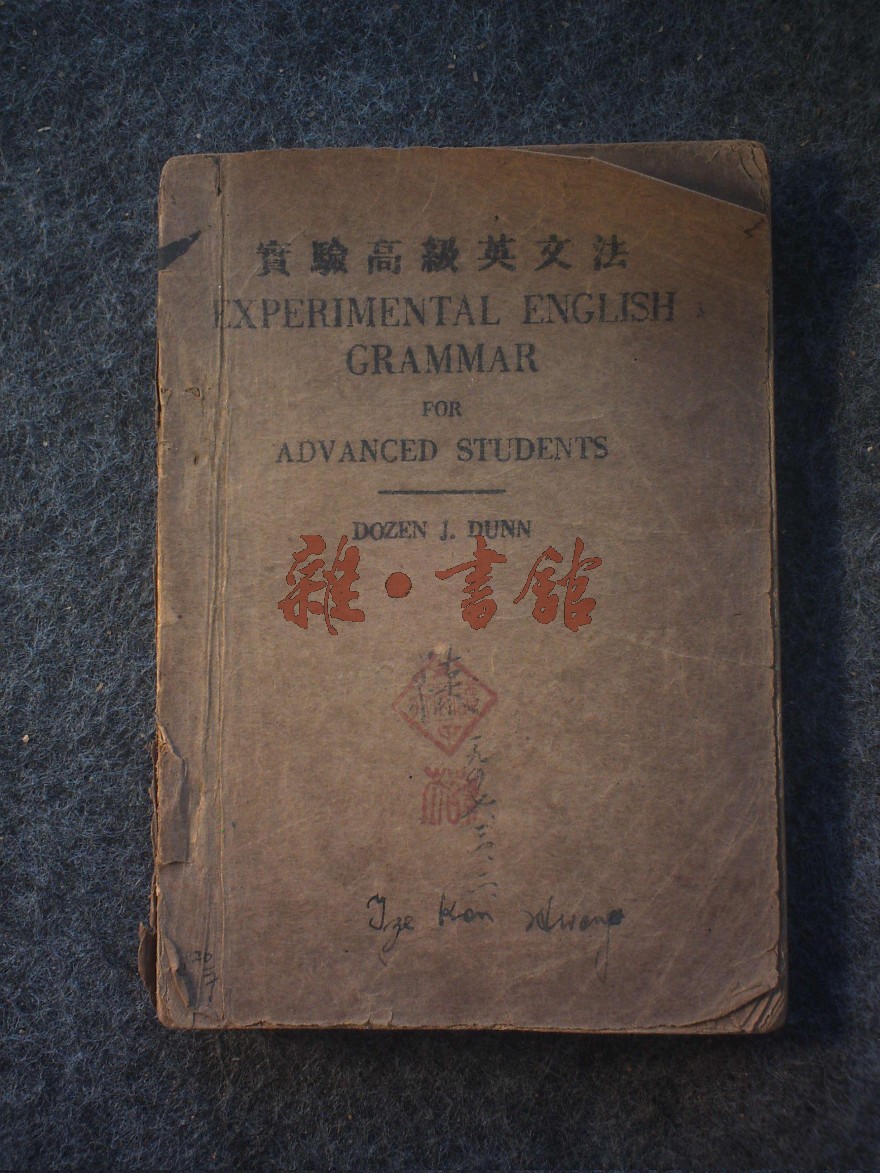 實驗高級英文法
EXPERIMENTAL ENGLISH
GRAMMAR
FOR
ADVANCED STUDENTS
DOZEN J. DUNN
雜·書館
Tze Kon Hwang